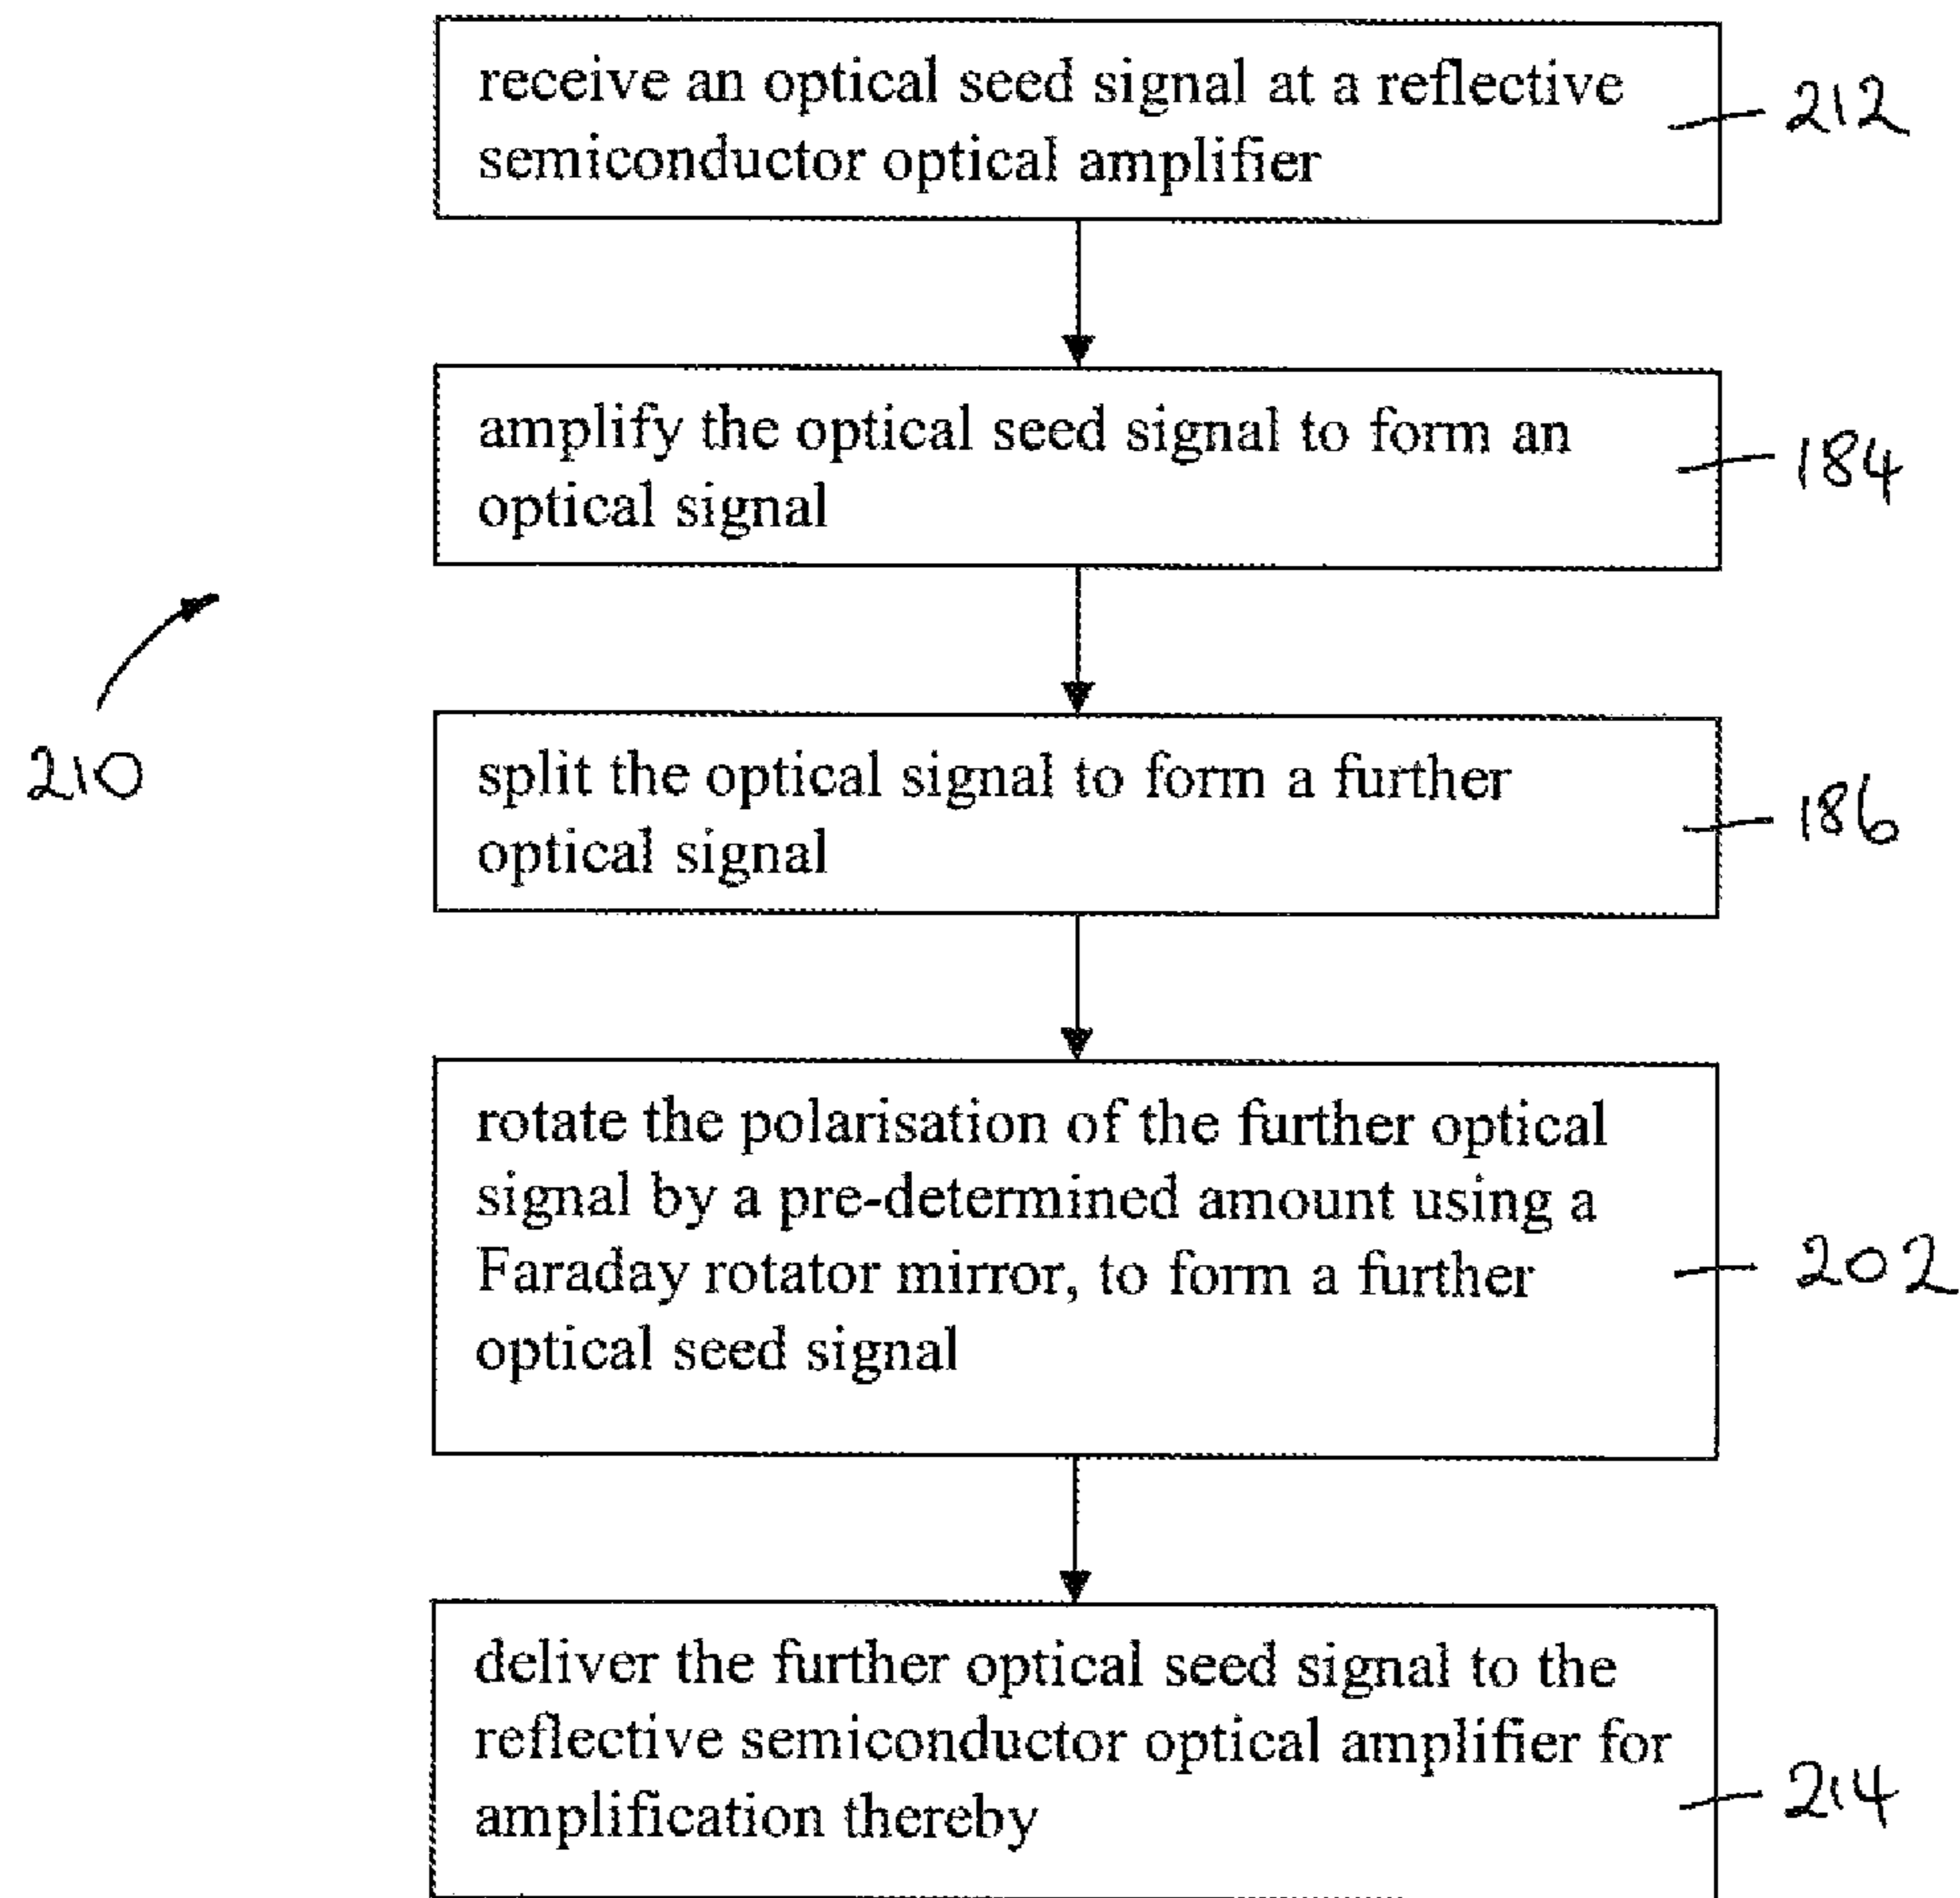 receive an optical seed signal at a reflective
semiconductor optical amplifier
212
amplify the optical seed signal to form an
optical signal
184
210
split the optical signal to form a further
optical signal
186
rotate the polarisation of the further optical
signal by a pre-determined amount using a
Faraday rotator mirror, to form a further
optical seed signal
202
deliver the further optical seed signal to the
reflective semiconductor optical amplifier for
amplification thereby
214